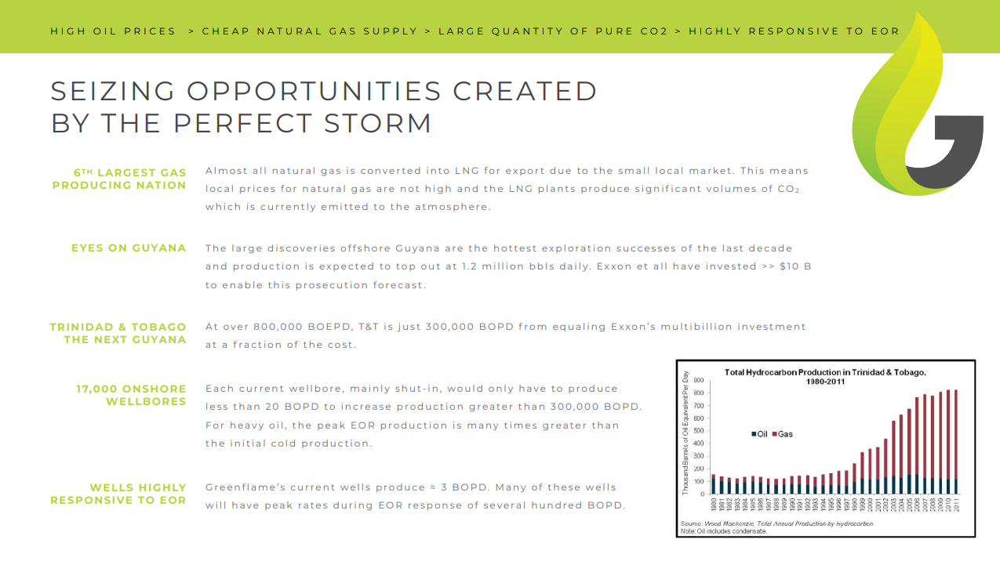 HIGH OIL PRICES > CHEAP NATURAL GAS SUPPLY > LARGE QUANTITY OF PURE CO2 > HIGHLY RESPONSIVE TO EOR
SEIZING OPPORTUNITIES CREATED
BY THE PERFECT STORM
6TH LARGEST GAS
PRODUCING NATION
Almost all natural gas is converted into LNG for export due to the small local market. This means
local prices for natural gas are not high and the LNG plants produce significant volumes of CO₂
which is currently emitted to the atmosphere.
EYES ON GUYANA
The large discoveries offshore Guyana are the hottest exploration successes of the last decade
and production is expected to top out at 1.2 million bbls daily. Exxon et all have invested >> $10 B
to enable this prosecution forecast.
TRINIDAD & TOBAGO
THE NEXT GUYANA
At over 800,000 BOEPD, T&T is just 300,000 BOPD from equaling Exxon's multibillion investment
at a fraction of the cost.
17,000 ONSHORE
WELLBORES
Each current wellbore, mainly shut-in, would only have to produce
less than 20 BOPD to increase production greater than 300,000 BOPD.
For heavy oil, the peak EOR production is many times greater than
the initial cold production.
WELLS HIGHLY
RESPONSIVE TO EOR
Greenflame's current wells produce ≈ 3 BOPD. Many of these wells
will have peak rates during EOR response of several hundred BOPD.
Total Hydrocarbon Production in Trinidad & Tobago,
1980-2011
Thousand Barrels of Oil Equivalent Per Day
900
800
700
600
500
400
300
200
100
0
Oil Gas
1980 1981 1982 1983 1984 1985 1986 1987 1988 1989 1990 1991 1992 1993 1994 1995 1996 1997 1998 1999 2000 2001 2002 2003 2004 2005 2006 2007 2008 2009 2010 2011
Source: Wood Mackenzie, Total Annual Production by Hydrocarbon
Note: Oil includes condensate.